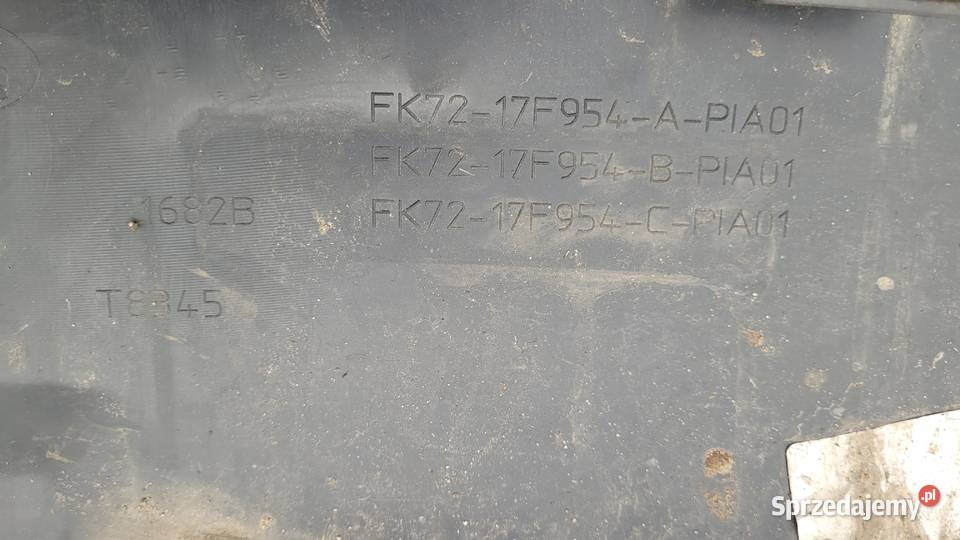 FK72-17F954-A-PIA01
FK72-17F954-B-PIA01
1682B FK72-17F954-C-PIA01
T8345
Sprzedajemy .pl